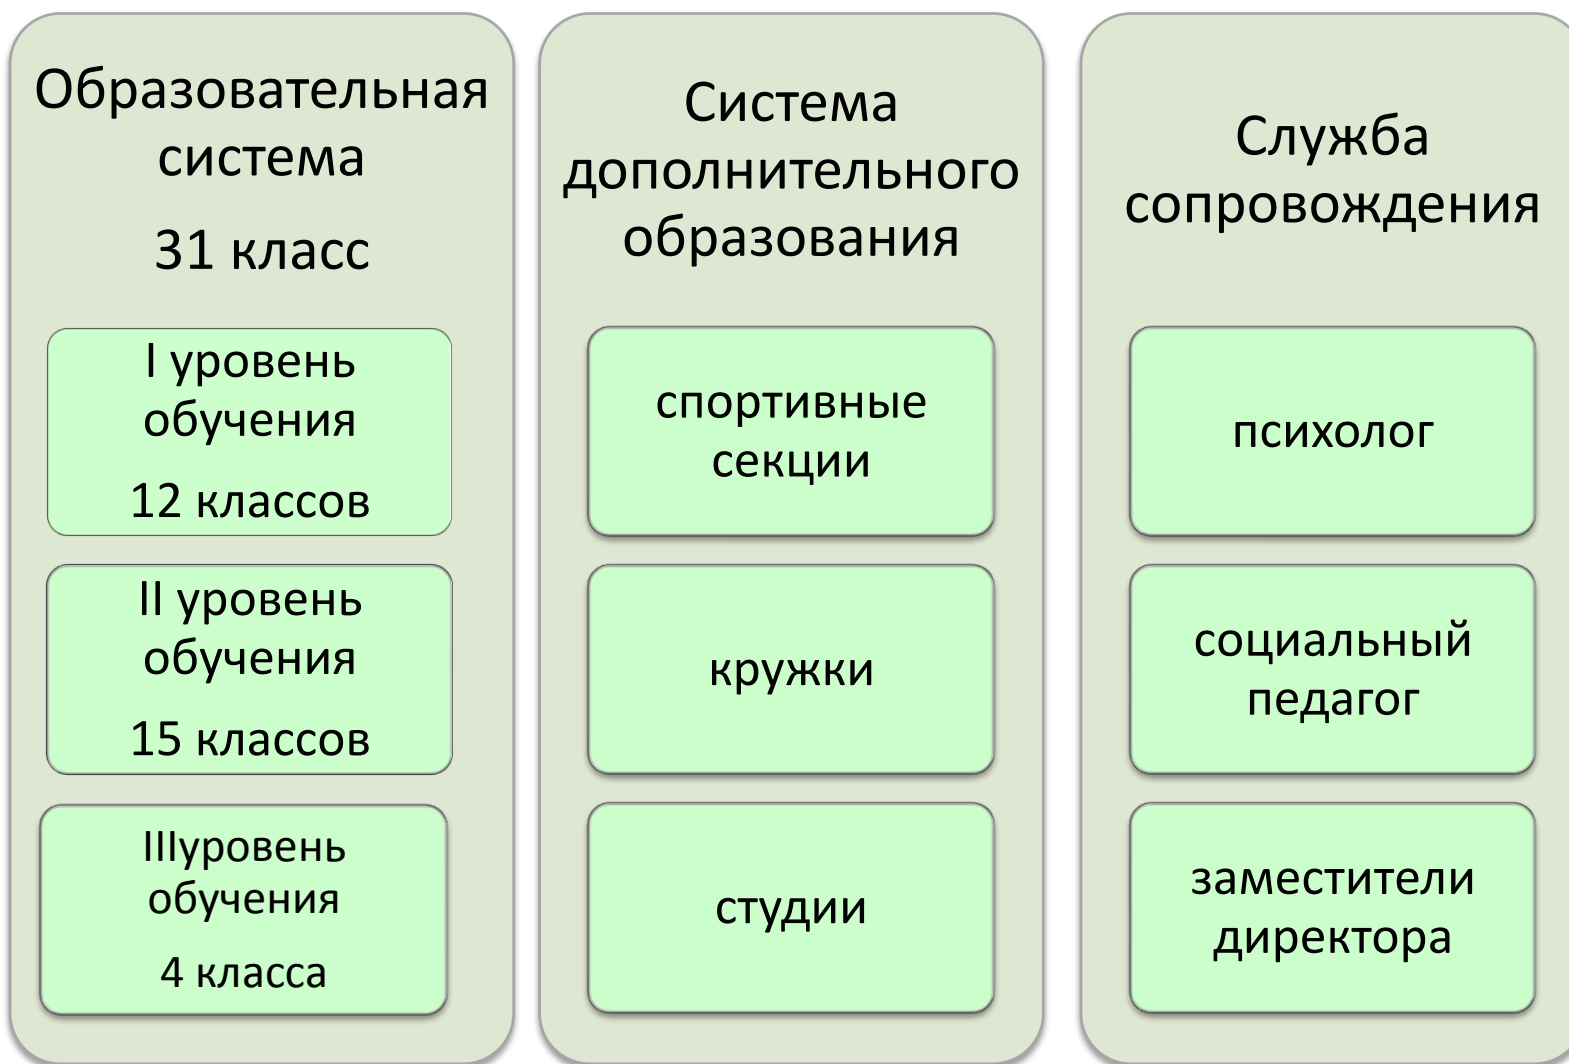 Образовательная
система
31 класс
I уровень
обучения
12 классов
II уровень
обучения
15 классов
IIIуровень
обучения
4 класса
Система
дополнительного
образования
спортивные
секции
кружки
студии
Служба
сопровождения
психолог
социальный
педагог
заместители
директора